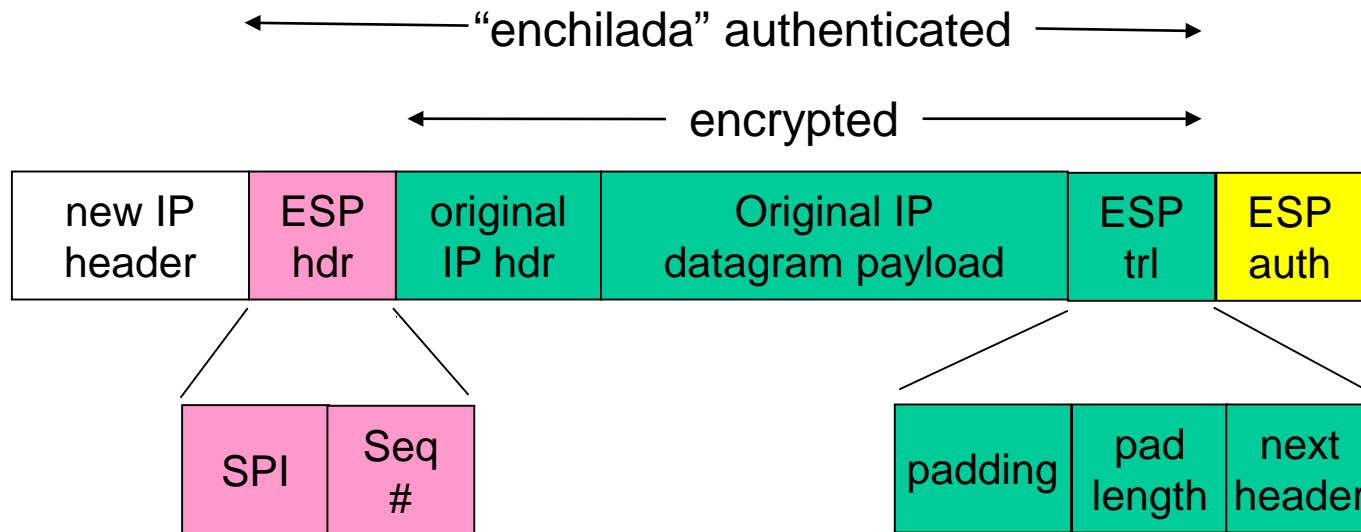 “enchilada” authenticated
encrypted
new IP
header
ESP
hdr
original
IP hdr
Original IP
datagram payload
ESP
trl
ESP
auth
SPI
Seq
#
padding
pad
length
next
header